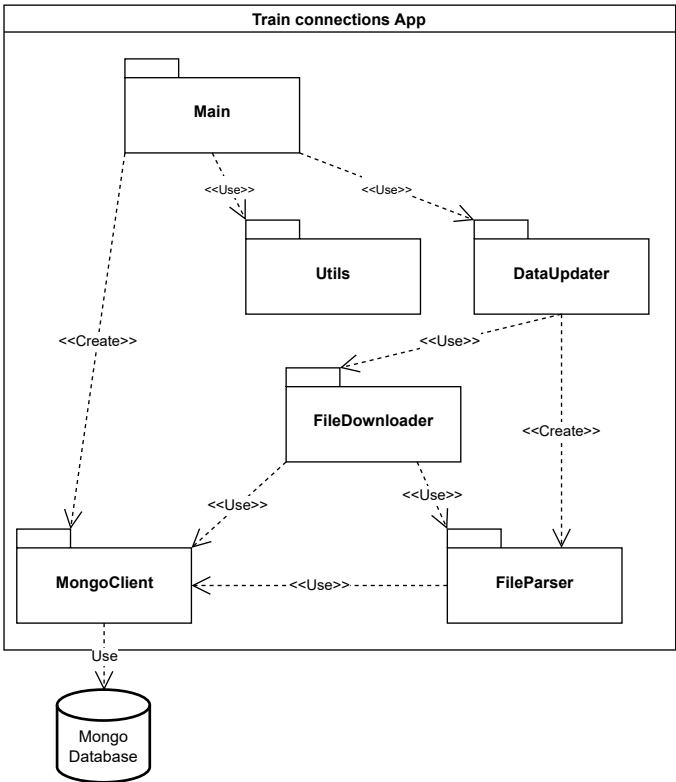 Train connections App
Main
<<Use>>
<<Use>>
Utils
DataUpdater
<<Create>>
<<Use>>
FileDownloader
<<Create>>
<<Use>>
<<Use>>
MongoClient
<<Use>>
FileParser
Use
Mongo
Database